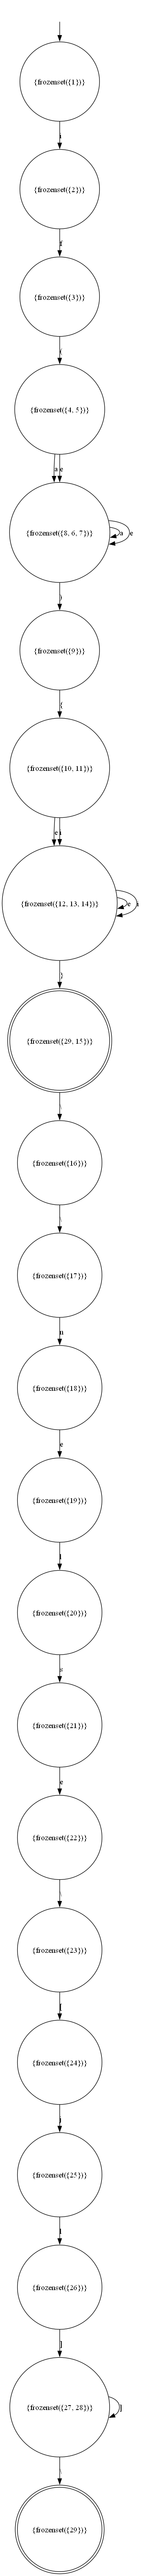 {frozenset({1})}
i
{frozenset({2})}
f
{frozenset({3})}
(
{frozenset({4, 5})}
a e
{frozenset({8, 6, 7})}
a e
)
{frozenset({9})}
{
{frozenset({10, 11})}
e i
{frozenset({12, 13, 14})}
e i
}
{frozenset({29, 15})}
\
{frozenset({16})}
\
{frozenset({17})}
n
{frozenset({18})}
e
{frozenset({19})}
l
{frozenset({20})}
s
{frozenset({21})}
e
{frozenset({22})}
\
{frozenset({23})}
[
{frozenset({24})}
{frozenset({25})}
{frozenset({26})}
]
{frozenset({27, 28})}
]
\
{frozenset({29})}